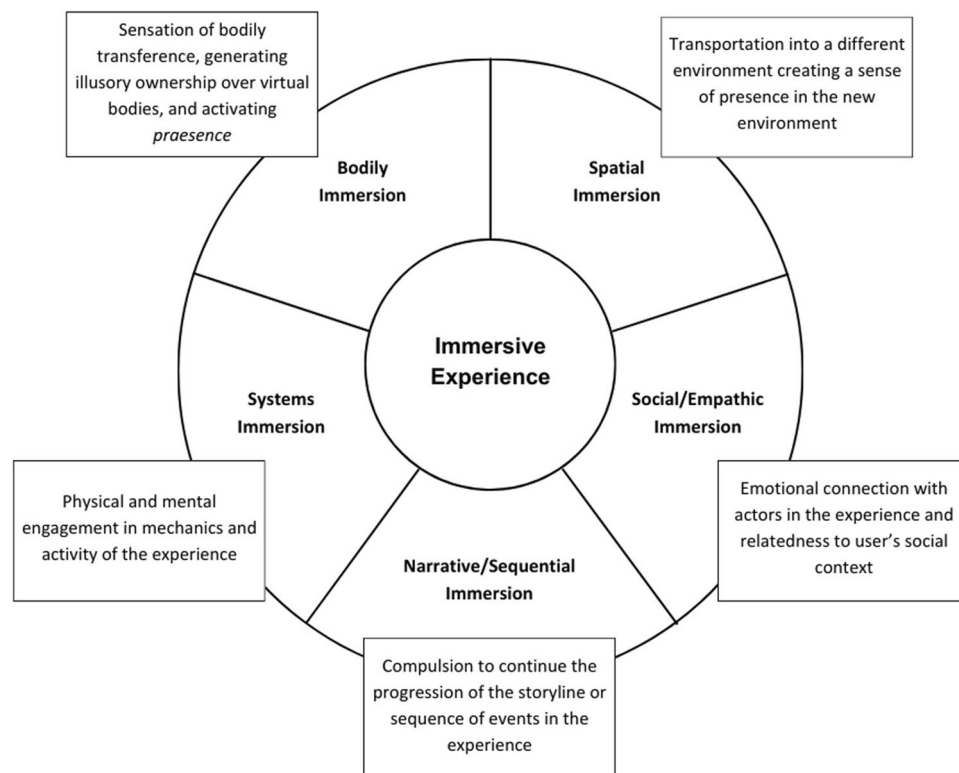 Sensation of bodily
transference, generating
illusory ownership over virtual
bodies, and activating
praesence
Transportation into a different
environment creating a sense
of presence in the new
environment
Bodily
Immersion
Spatial
Immersion
Immersive
Experience
Systems
Immersion
Social/Empathic
Immersion
Physical and mental
engagement in mechanics and
activity of the experience
Emotional connection with
actors in the experience and
relatedness to user’s social
context
Narrative/Sequential
Immersion
Compulsion to continue the
progression of the storyline or
sequence of events in the
experience